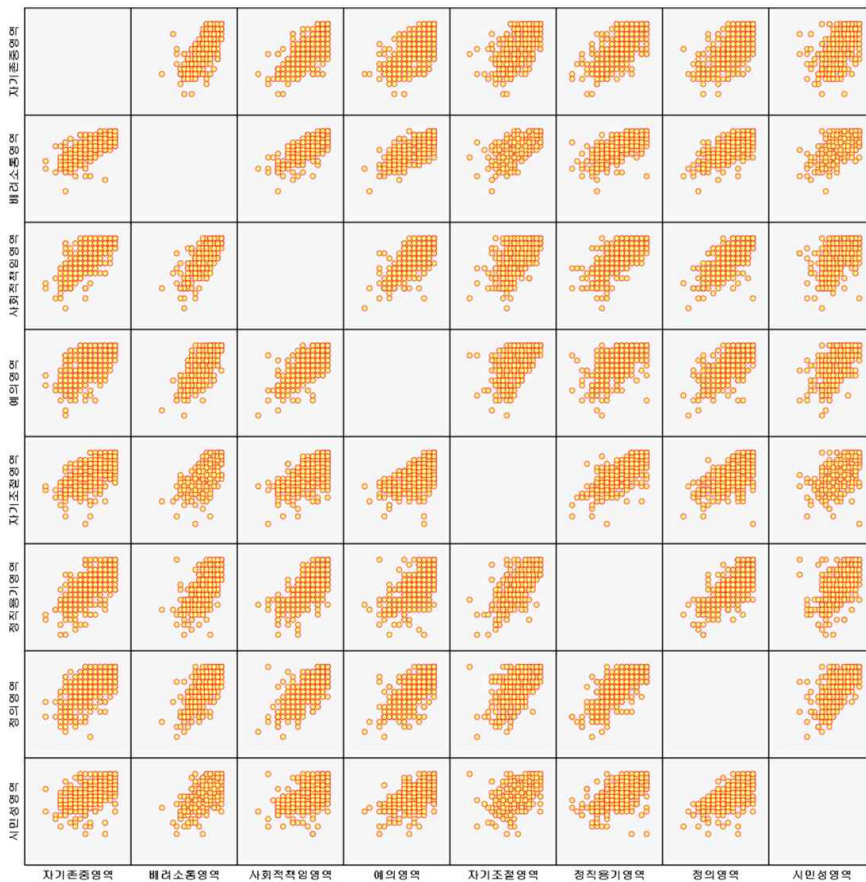 자기존중영역
배려소통영역
사회적책임영역
예의영역
자기조절영역
정직용기영역
정의영역
시민성영역
자기존중영역 배려소통영역 사회적책임영역 예의영역 자기조절영역 정직용기영역 정의영역 시민성영역